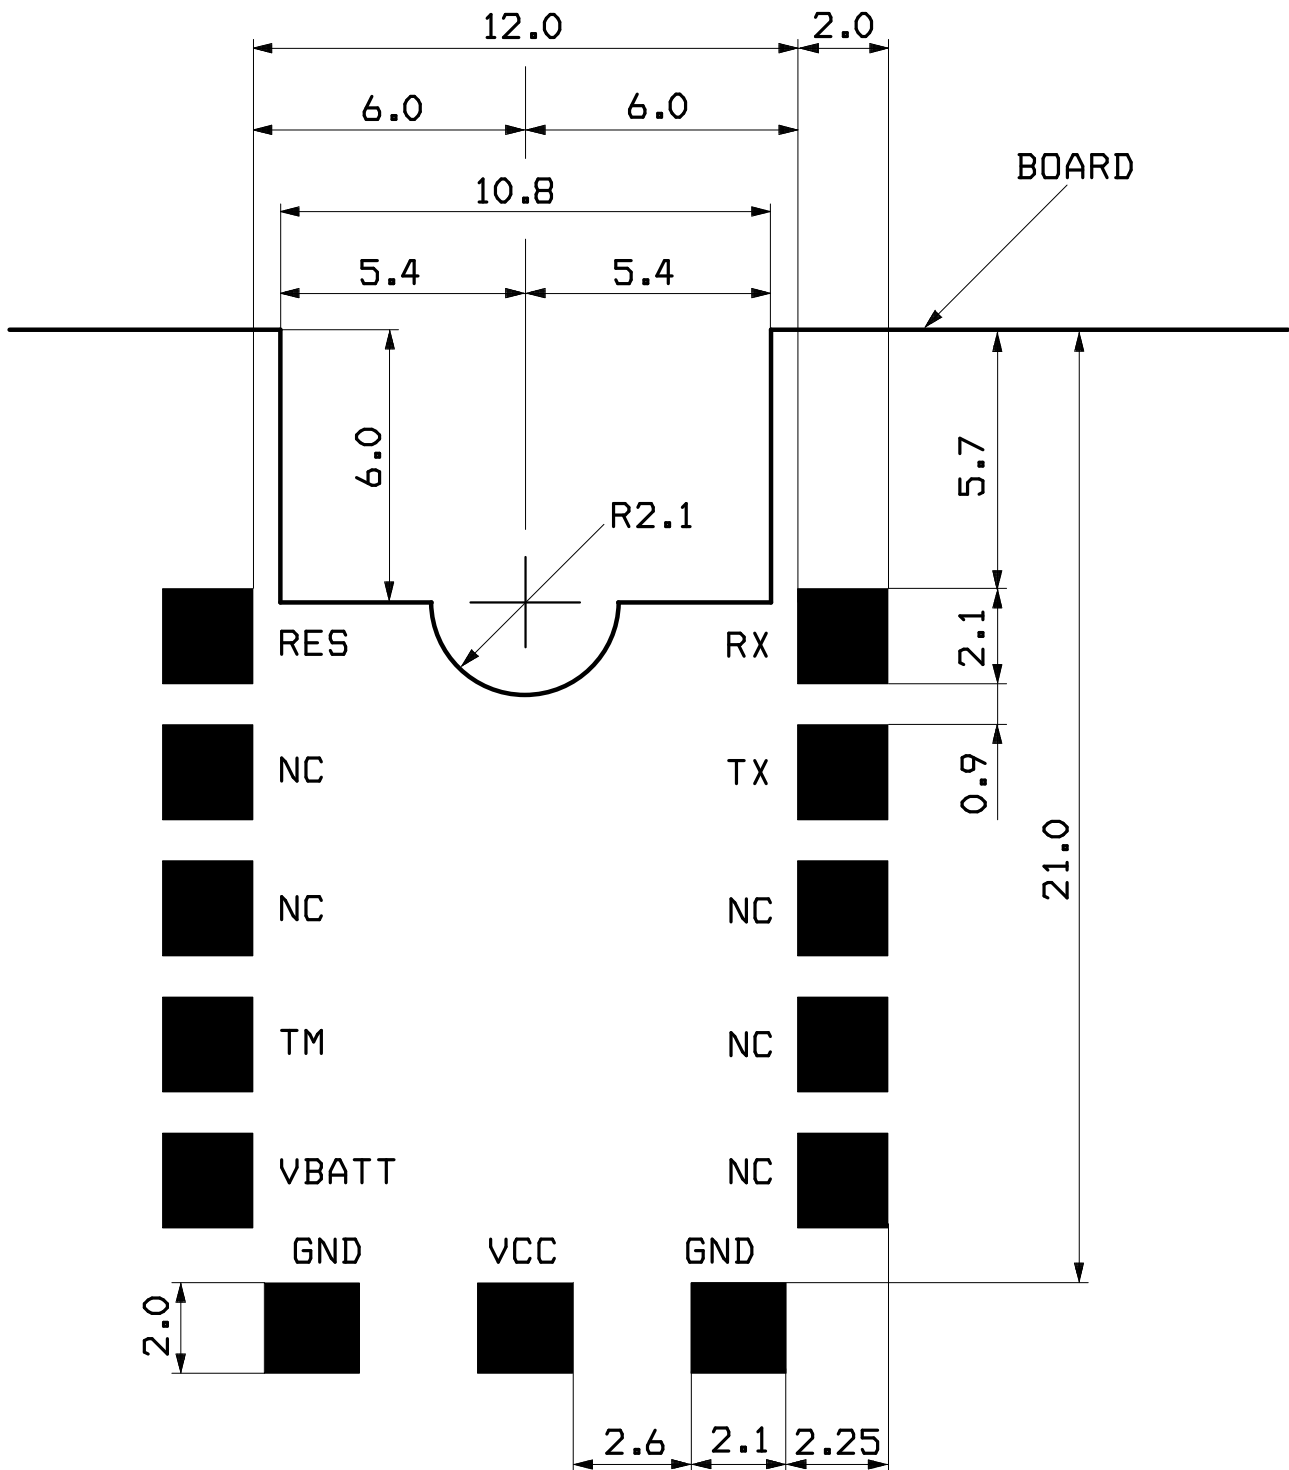 12.0 2.0
6.0 6.0
BOARD
10.8
5.4 5.4
6.0
5.7
R2.1
RES RX
2.1
NC TX
0.9
21.0
NC NC
TM NC
VBATT NC
GND VCC GND
2.0
2.6 2.1 2.25